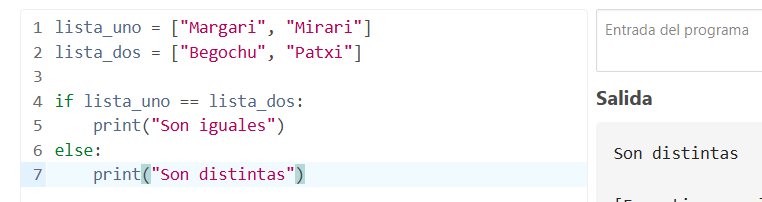 1 lista_uno = ["Margari", "Mirari"]
2 lista_dos = ["Begochu", "Patxi"]
3
4 if lista_uno == lista_dos:
5     print("Son iguales")
6 else:
7     print("Son distintas")
Entrada del programa
Salida
Son distintas